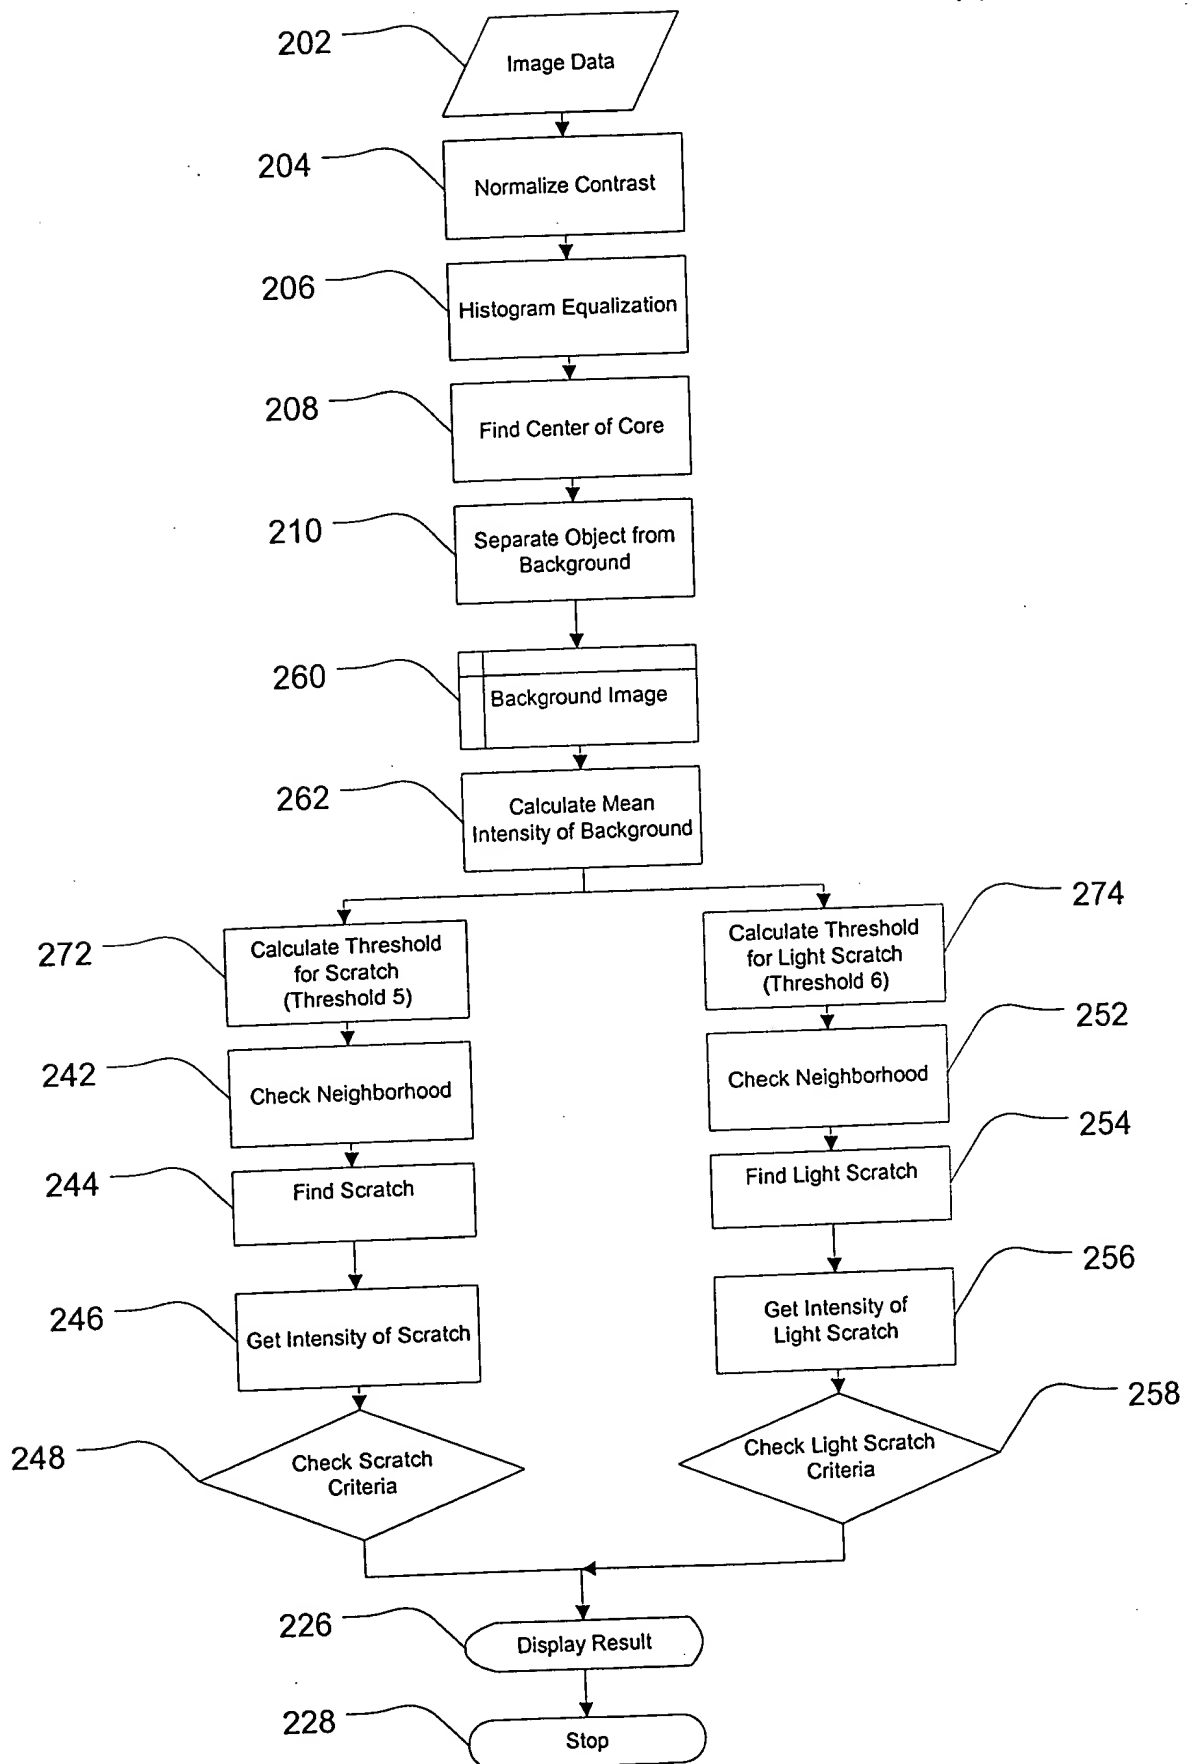 202
Image Data
204
Normalize Contrast
206
Histogram Equalization
208
Find Center of Core
210
Separate Object from
Background
260
Background Image
262
Calculate Mean
Intensity of Background
272
Calculate Threshold
for Scratch
(Threshold 5)
274
Calculate Threshold
for Light Scratch
(Threshold 6)
242
Check Neighborhood
252
Check Neighborhood
244
Find Scratch
254
Find Light Scratch
246
Get Intensity of Scratch
256
Get Intensity of
Light Scratch
248
Check Scratch
Criteria
258
Check Light Scratch
Criteria
226
Display Result
228
Stop